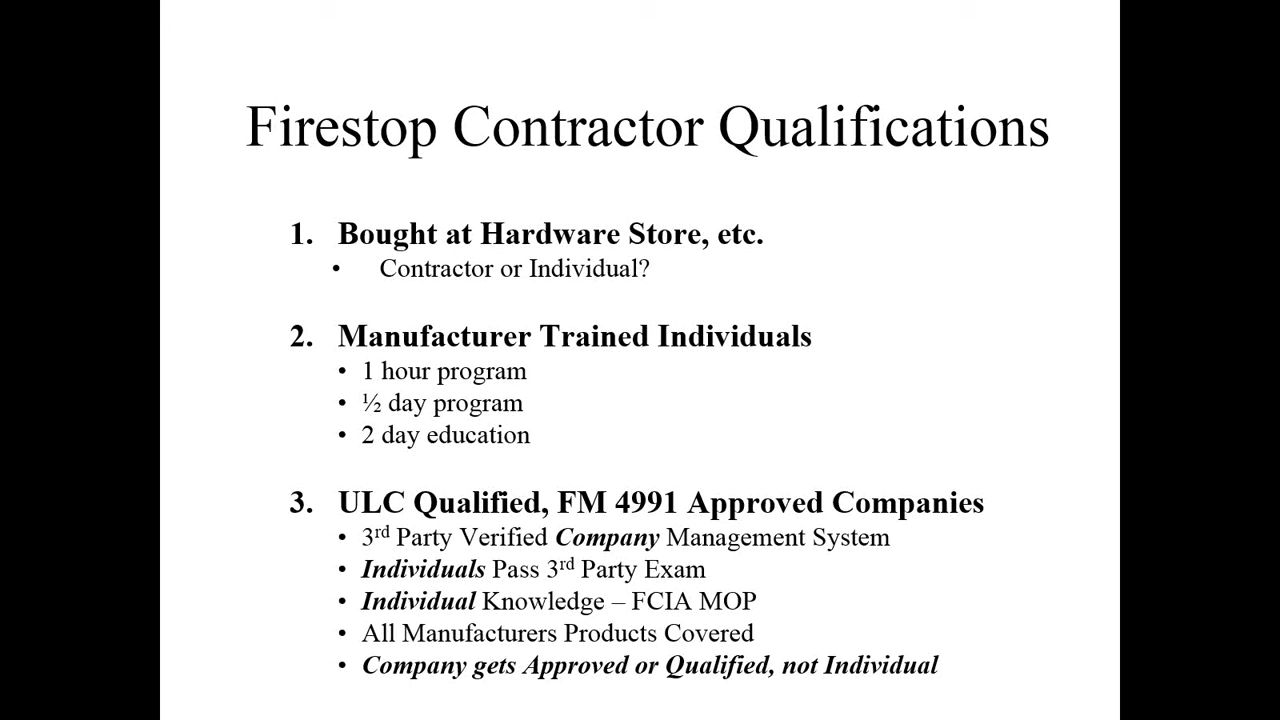 Firestop Contractor Qualifications
1. Bought at Hardware Store, etc.
• Contractor or Individual?
2. Manufacturer Trained Individuals
• 1 hour program
• ½ day program
• 2 day education
3. ULC Qualified, FM 4991 Approved Companies
• 3rd Party Verified Company Management System
• Individuals Pass 3rd Party Exam
• Individual Knowledge – FCIA MOP
• All Manufacturers Products Covered
• Company gets Approved or Qualified, not Individual